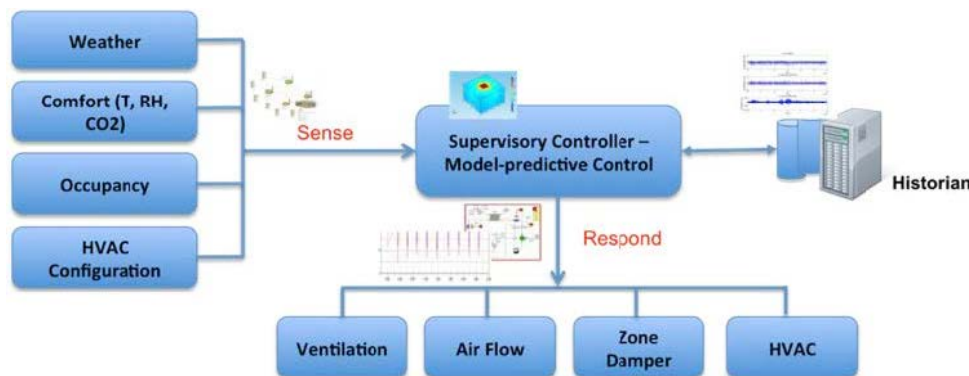 Weather
Comfort (T, RH,
CO2)
Occupancy
HVAC
Configuration
Sense
Supervisory Controller –
Model-predictive Control
Historian
Respond
Ventilation
Air Flow
Zone
Damper
HVAC